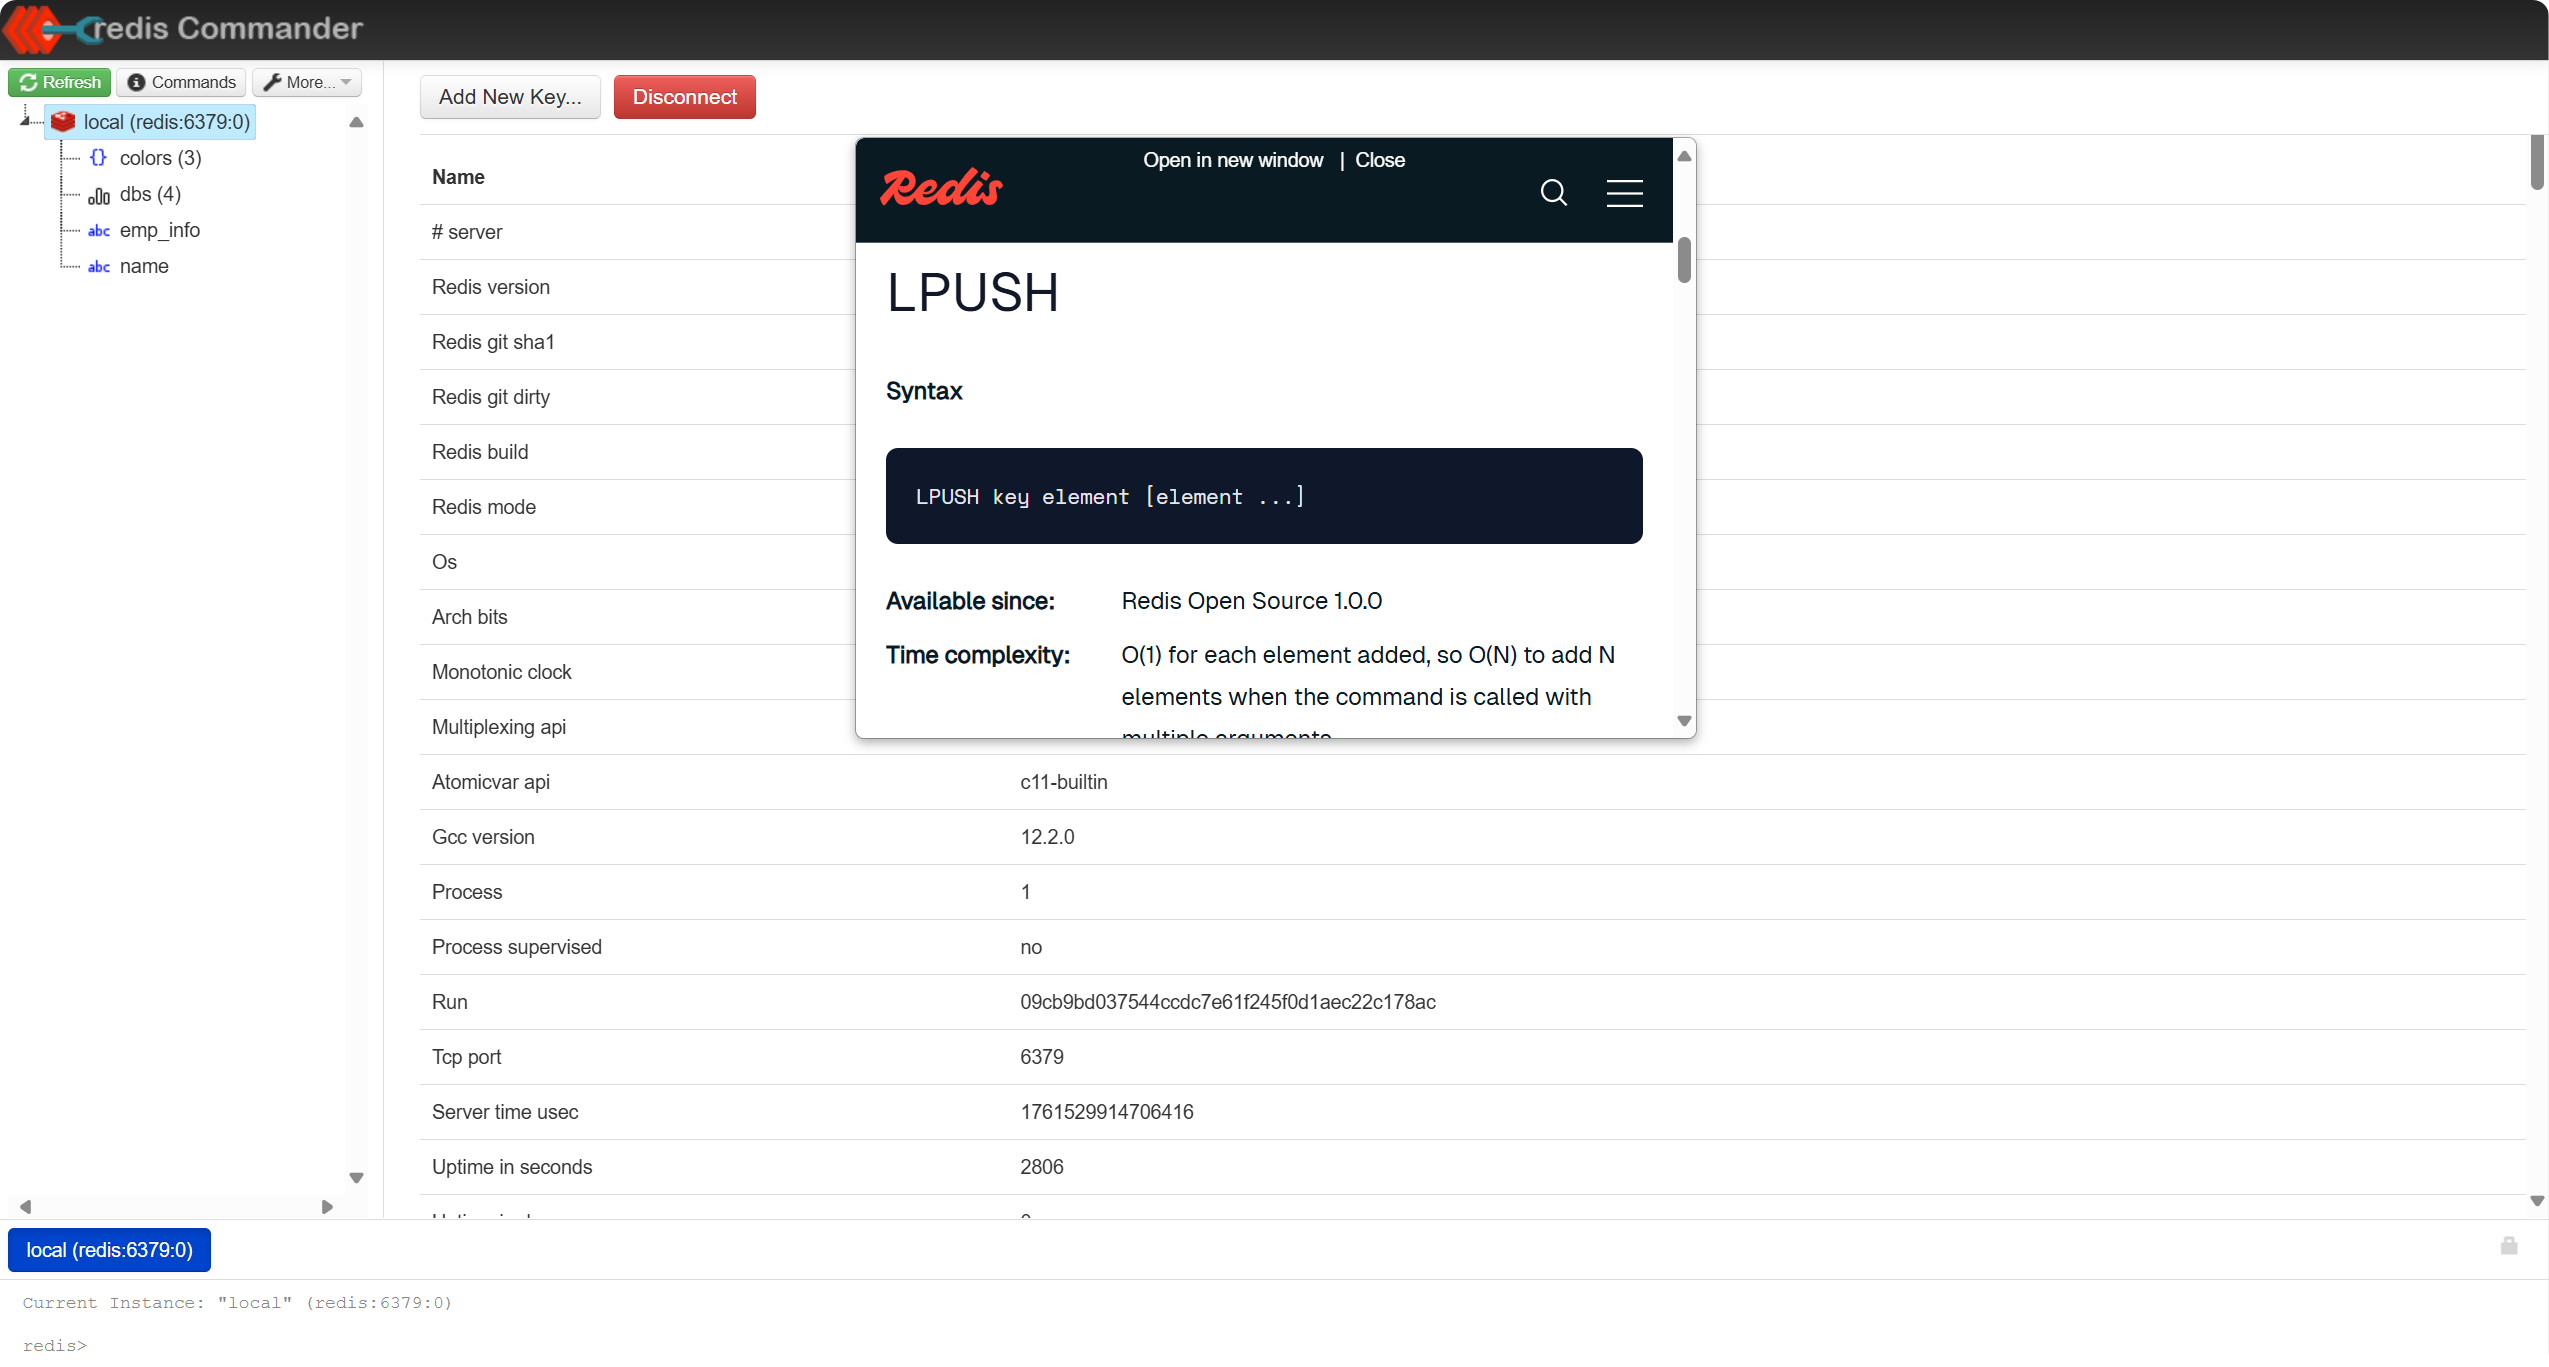 redis Commander
Refresh
Commands
More...
local (redis:6379:0)
{} colors (3)
dbs (4)
abc emp_info
abc name
Add New Key...
Disconnect
Name
# server
Redis version
Redis git sha1
Redis git dirty
Redis build
Redis mode
Os
Arch bits
Monotonic clock
Multiplexing api
Atomicvar api c11-builtin
Gcc version 12.2.0
Process 1
Process supervised no
Run 09cb9bd037544ccdc7e61f245f0d1aec22c178ac
Tcp port 6379
Server time usec 1761529914706416
Uptime in seconds 2806
Open in new window | Close
Redis
LPUSH
Syntax
LPUSH key element [element ...]
Available since: Redis Open Source 1.0.0
Time complexity: O(1) for each element added, so O(N) to add N
elements when the command is called with
multiple arguments
local (redis:6379:0)
Current Instance: "local" (redis:6379:0)
redis>